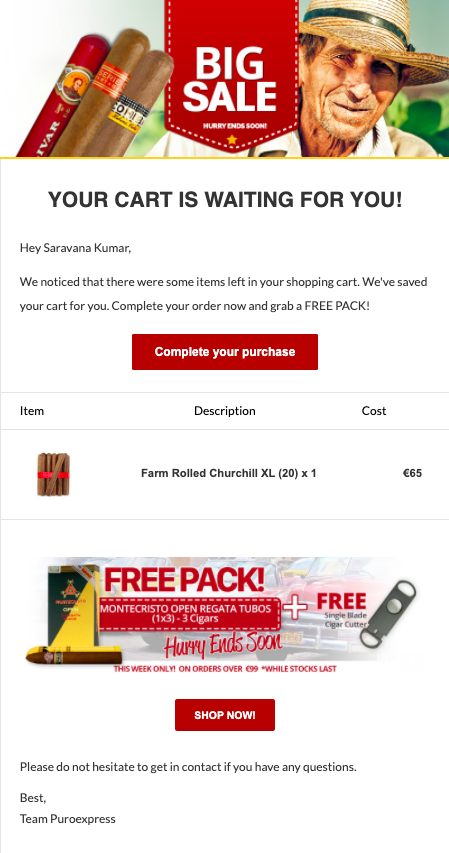 BIG
SALE
HURRY ENDS SOON!
IVAR
SERIE
YOUR CART IS WAITING FOR YOU!
Hey Saravana Kumar,
We noticed that there were some items left in your shopping cart. We've saved
your cart for you. Complete your order now and grab a FREE PACK!
Complete your purchase
Item Description Cost
Farm Rolled Churchill XL (20) x 1 €65
FREE PACK!
MONTECRISTO OPEN REGATA TUBOS
(1x3) - 3 Cigars
+ FREE
Single Blade
Cigar Cutter
Hurry Ends Soon
THIS WEEK ONLY! ON ORDERS OVER €99 *WHILE STOCKS LAST
SHOP NOW!
Please do not hesitate to get in contact if you have any questions.
Best,
Team Puroexpress